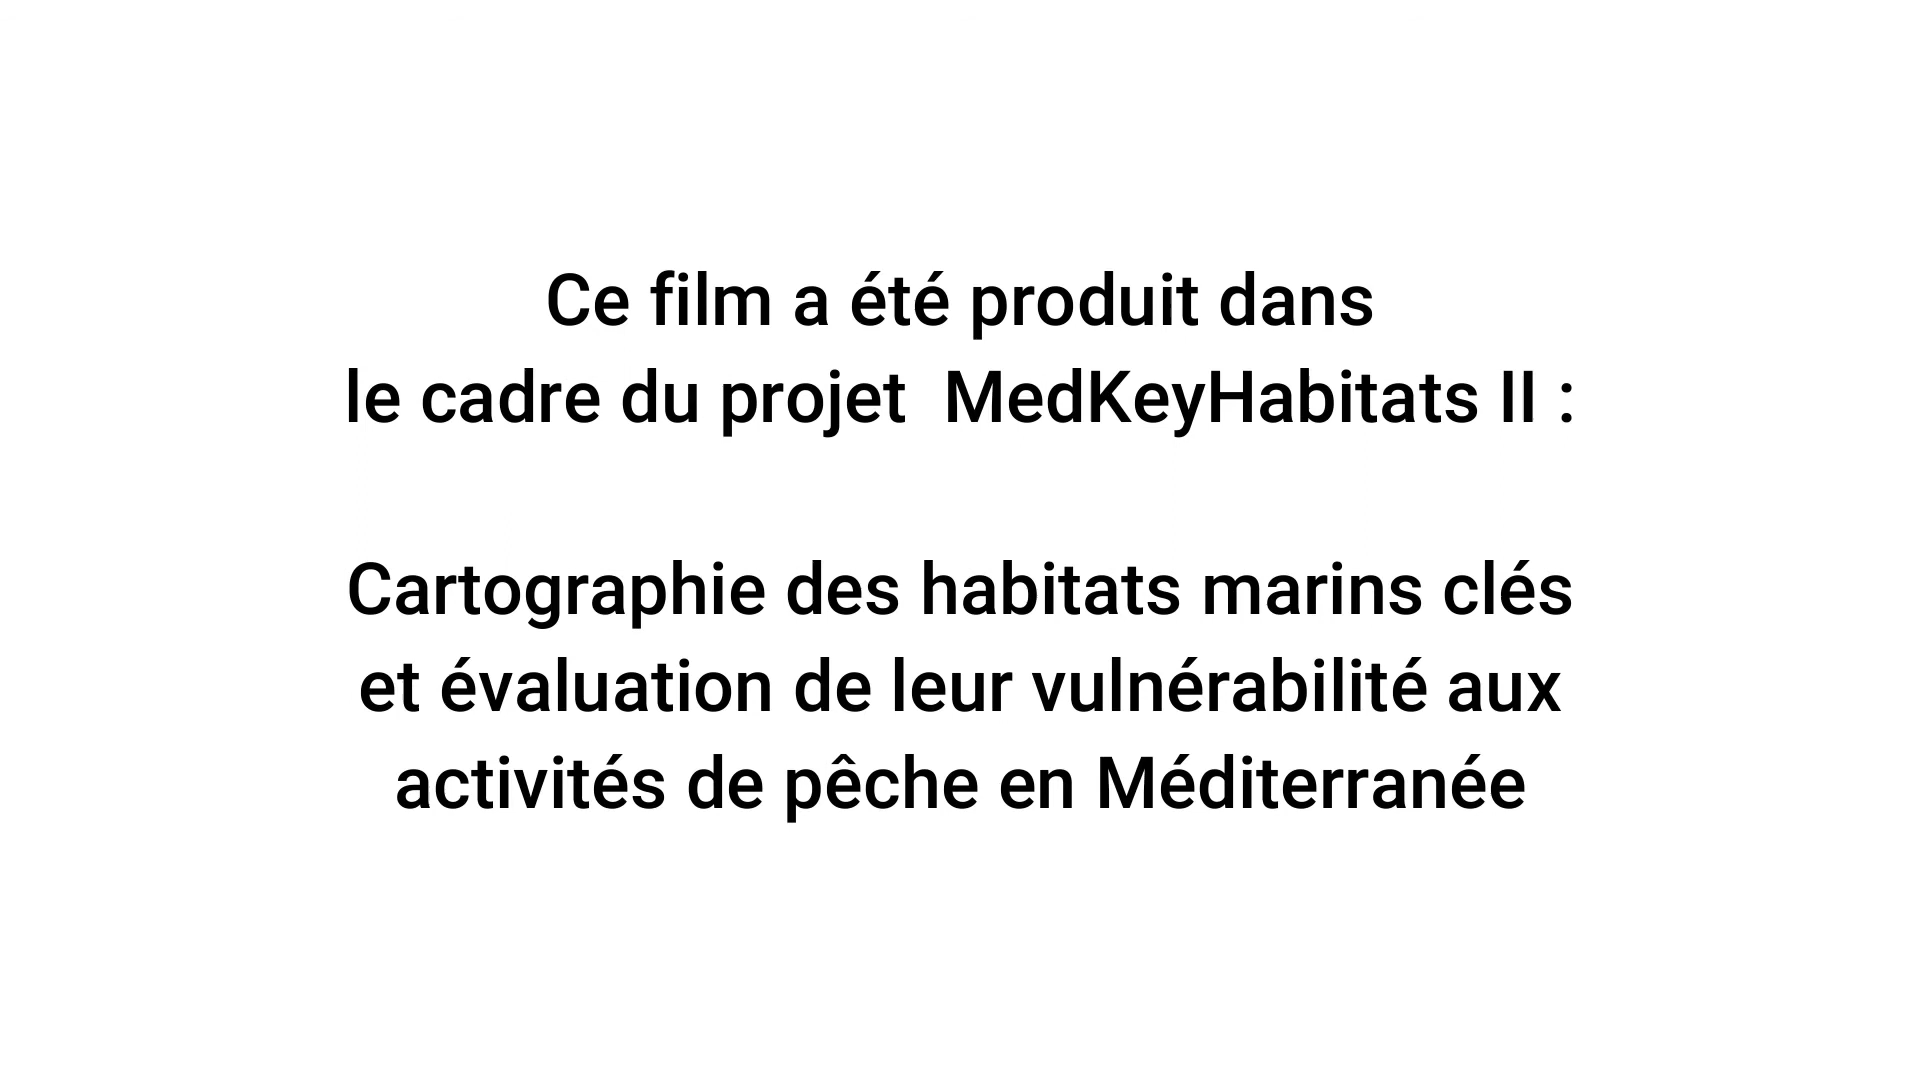 Ce film a été produit dans
le cadre du projet  MedKeyHabitats II :
Cartographie des habitats marins clés
et évaluation de leur vulnérabilité aux
activités de pêche en Méditerranée